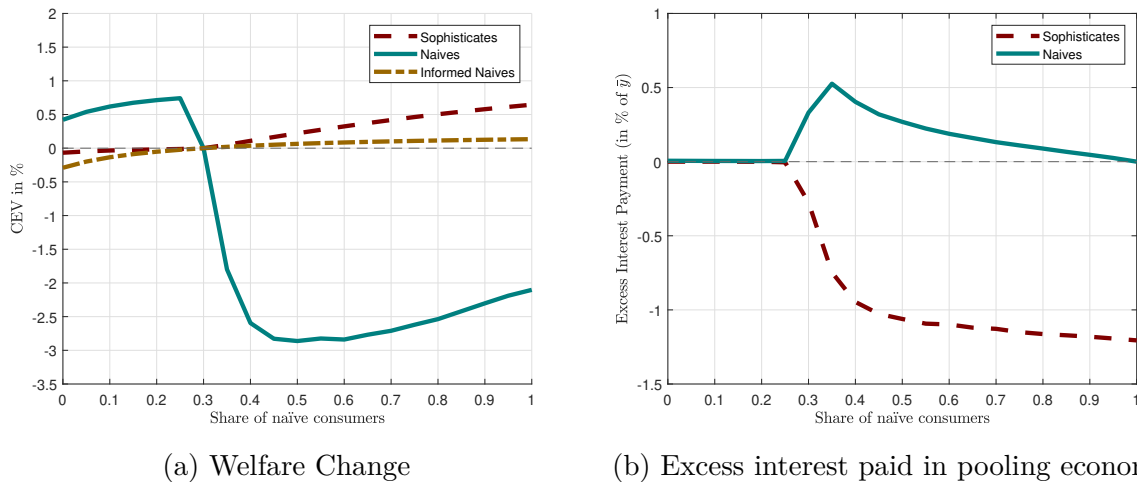 2
1.5
1
0.5
0
-0.5
-1
-1.5
-2
-2.5
-3
-3.5
CEV in %
Sophisticates
Naives
Informed Naives
0 0.1 0.2 0.3 0.4 0.5 0.6 0.7 0.8 0.9 1
Share of naïve consumers
(a) Welfare Change
1
0.5
0
-0.5
-1
-1.5
Excess Interest Payment (in % of ȳ)
Sophisticates
Naives
0 0.1 0.2 0.3 0.4 0.5 0.6 0.7 0.8 0.9 1
Share of naïve consumers
(b) Excess interest paid in pooling econom